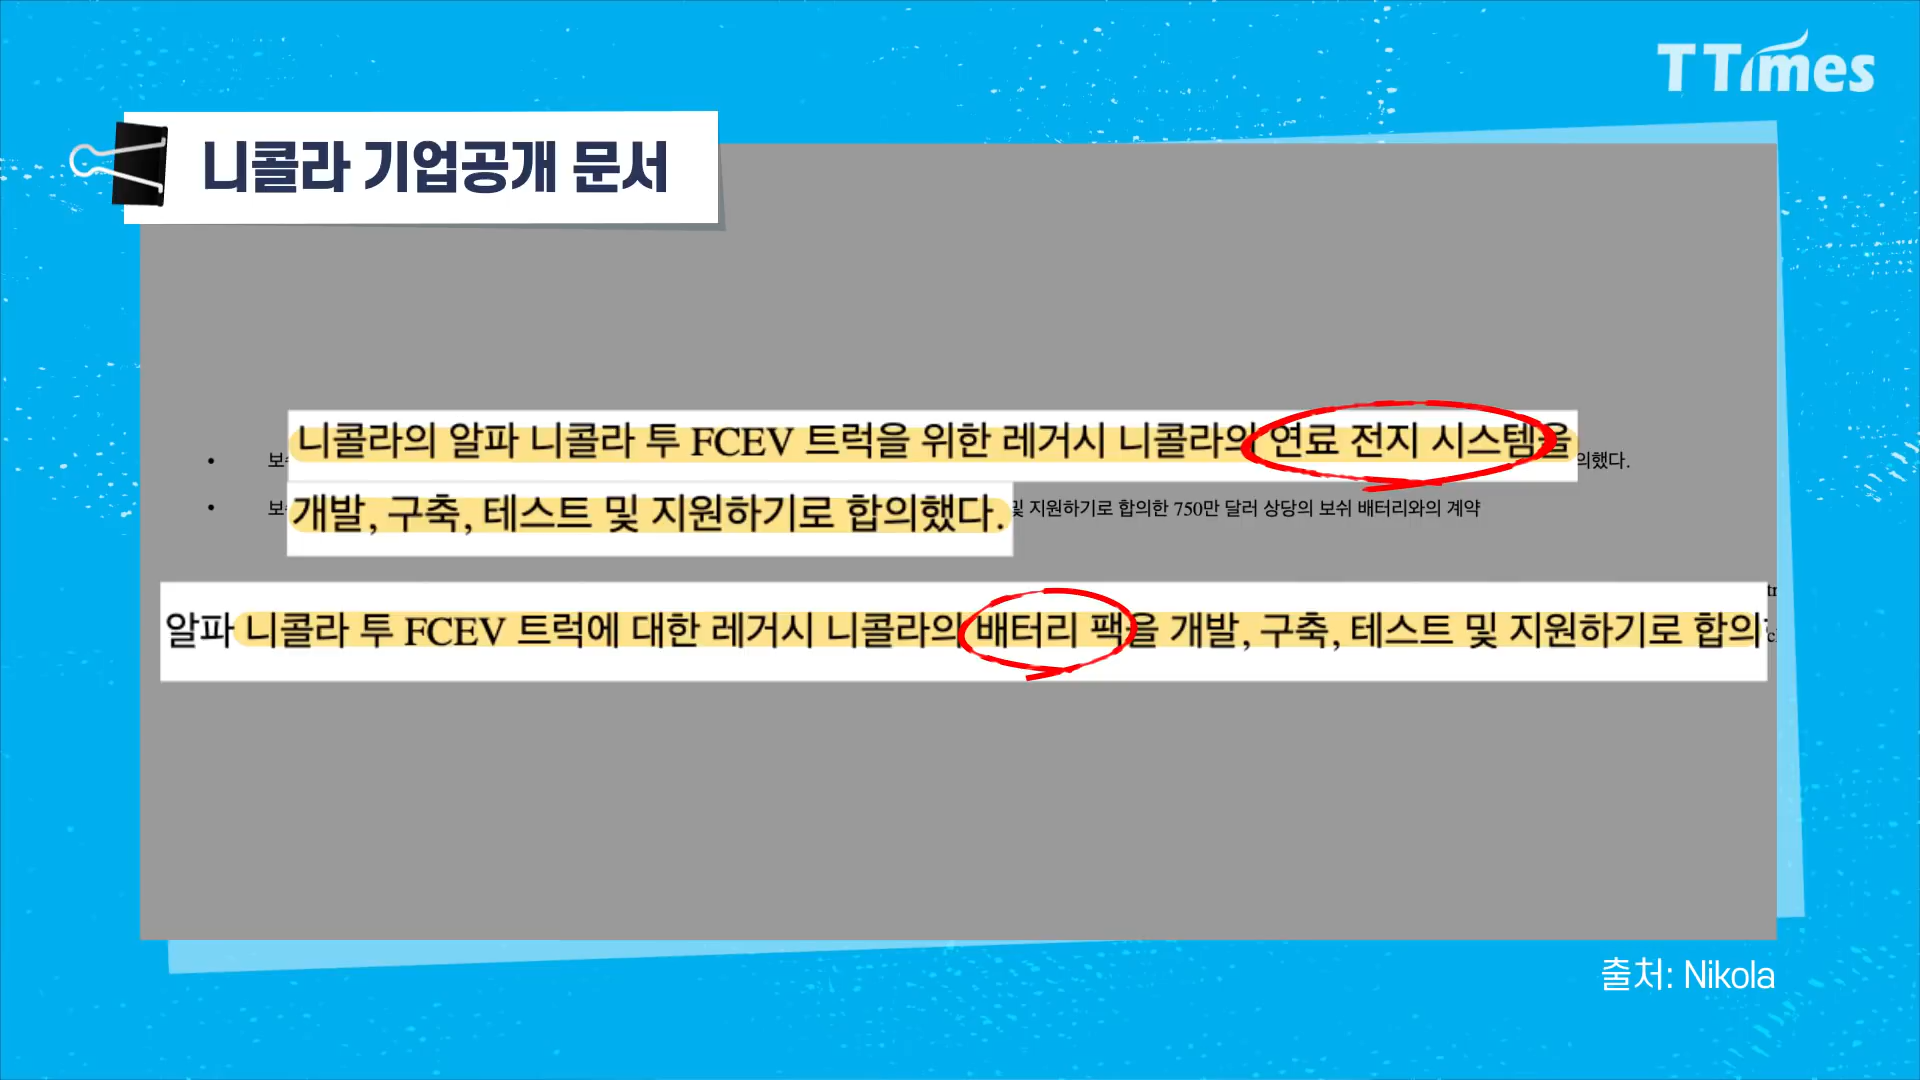 TTimes
니콜라 기업공개 문서
니콜라의 알파 니콜라 투 FCEV 트럭을 위한 레거시 니콜라의 연료 전지 시스템을
의했다.
개발, 구축, 테스트 및 지원하기로 합의했다.
및 지원하기로 합의한 750만 달러 상당의 보쉬 배터리와의 계약
알파 니콜라 투 FCEV 트럭에 대한 레거시 니콜라의 배터리 팩을 개발, 구축, 테스트 및 지원하기로 합의
출처: Nikola